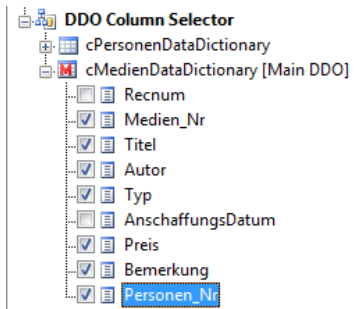 DDO Column Selector
cPersonenDataDictionary
M cMedienDataDictionary [Main DDO]
Recnum
Medien_Nr
Titel
Autor
Typ
AnschaffungsDatum
Preis
Bemerkung
Personen_Nr